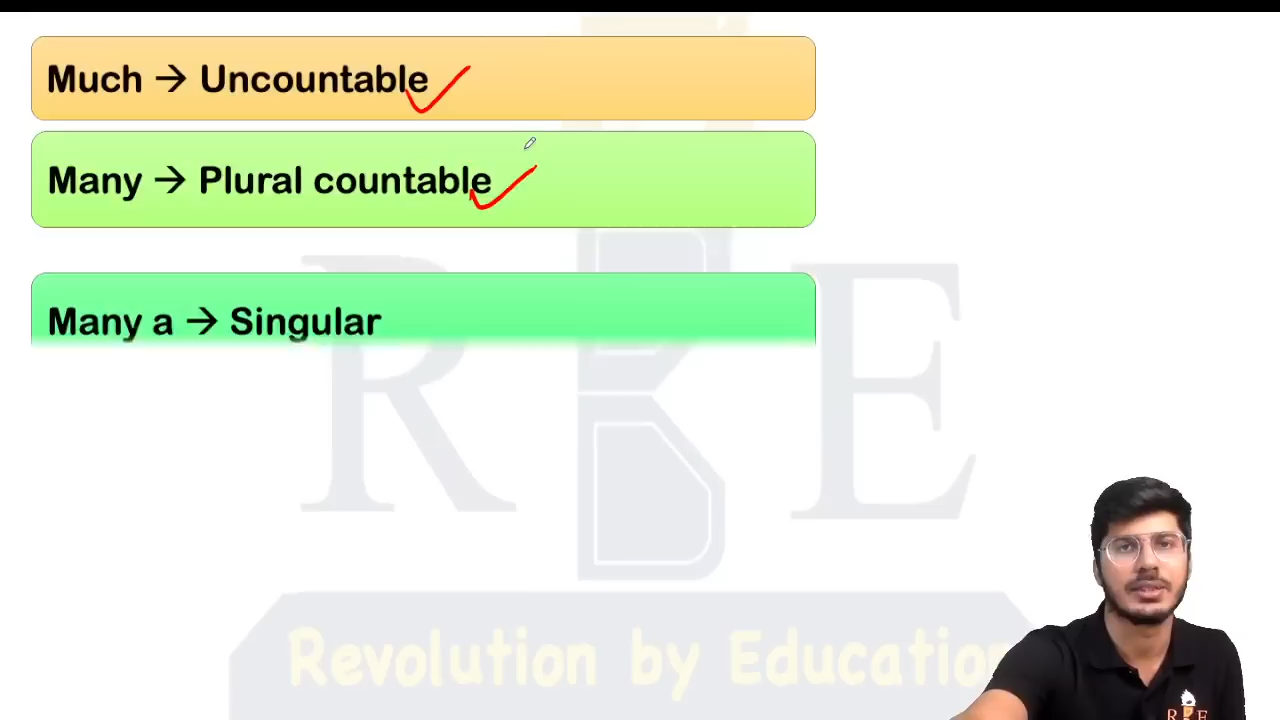 Much → Uncountable
Many → Plural countable
Many a → Singular
R B E
Revolution by Education
R B E